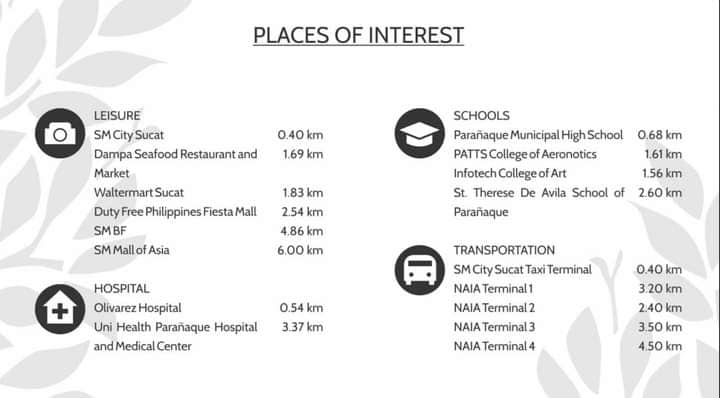 PLACES OF INTEREST
LEISURE
SM City Sucat 0.40 km
Dampa Seafood Restaurant and 1.69 km
Market
Waltermart Sucat 1.83 km
Duty Free Philippines Fiesta Mall 2.54 km
SM BF 4.86 km
SM Mall of Asia 6.00 km
HOSPITAL
Olivarez Hospital 0.54 km
Uni Health Parañaque Hospital 3.37 km
and Medical Center
SCHOOLS
Parañaque Municipal High School 0.68 km
PATTS College of Aeronotics 1.61 km
Infotech College of Art 1.56 km
St. Therese De Avila School of 2.60 km
Parañaque
TRANSPORTATION
SM City Sucat Taxi Terminal 0.40 km
NAIA Terminal 1 3.20 km
NAIA Terminal 2 2.40 km
NAIA Terminal 3 3.50 km
NAIA Terminal 4 4.50 km